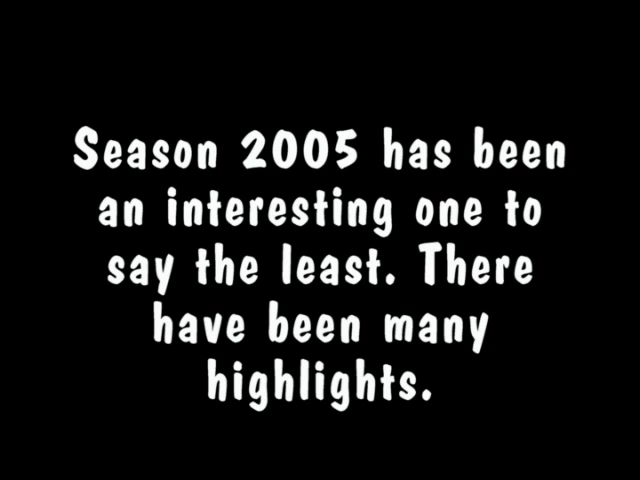 Season 2005 has been
an interesting one to
say the least. There
have been many
highlights.